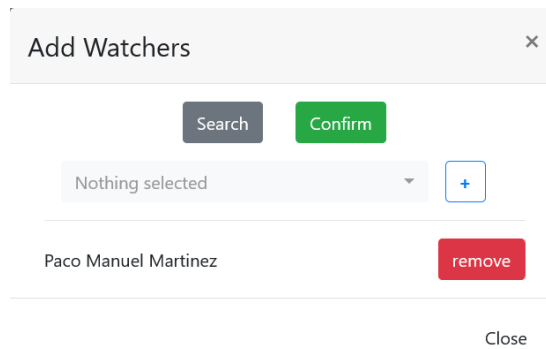 Add Watchers ×
Search Confirm
Nothing selected +
Paco Manuel Martinez remove
Close